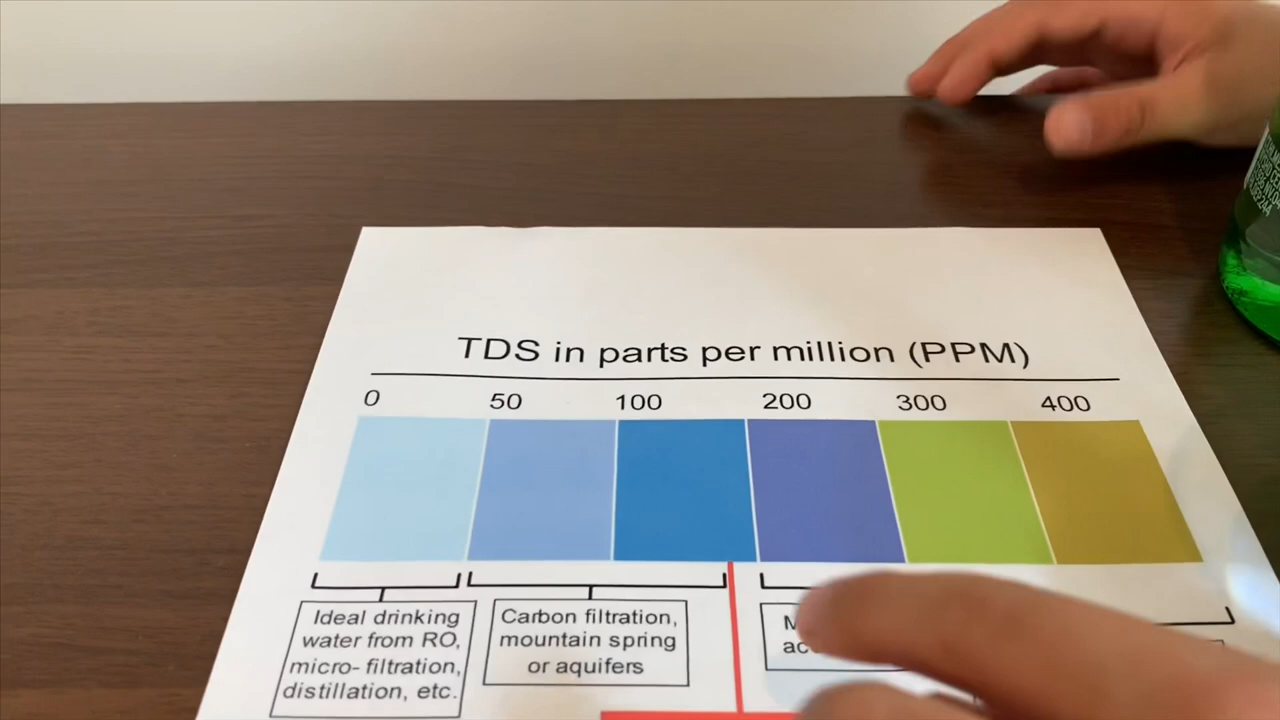 TDS in parts per million (PPM)
0 50 100 200 300 400
Ideal drinking
water from RO,
micro- filtration,
distillation, etc.
Carbon filtration,
mountain spring
or aquifers